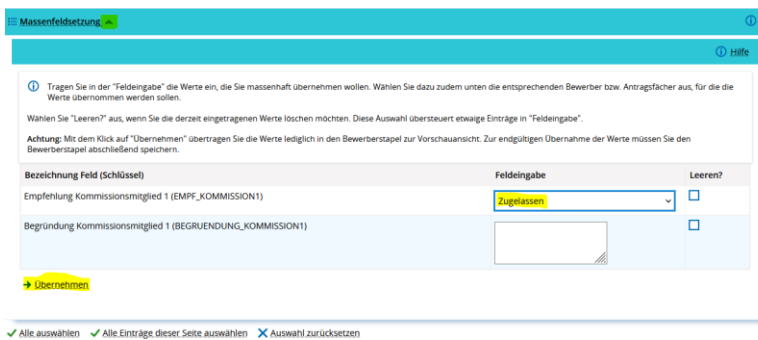 Massenfeldsetzung
Hilfe
Tragen Sie in der "Feldeingabe" die Werte ein, die Sie massenhaft übernehmen wollen. Wählen Sie dazu zudem unten die entsprechenden Bewerber bzw. Antragsfächer aus, für die die
Werte übernommen werden sollen.
Wählen Sie "Leeren?" aus, wenn Sie die derzeit eingetragenen Werte löschen möchten. Diese Auswahl übersteuert etwaige Einträge in "Feldeingabe".
Achtung: Mit dem Klick auf "Übernehmen" übertragen Sie die Werte lediglich in den Bewerberstapel zur Vorschauansicht. Zur endgültigen Übernahme der Werte müssen Sie den
Bewerberstapel abschließend speichern.
Bezeichnung Feld (Schlüssel) Feldeingabe Leeren?
Empfehlung Kommissionsmitglied 1 (EMPF_KOMMISSION1) Zugelassen
Begründung Kommissionsmitglied 1 (BEGRUENDUNG_KOMMISSION1)
Übernehmen
Alle auswählen Alle Einträge dieser Seite auswählen Auswahl zurücksetzen